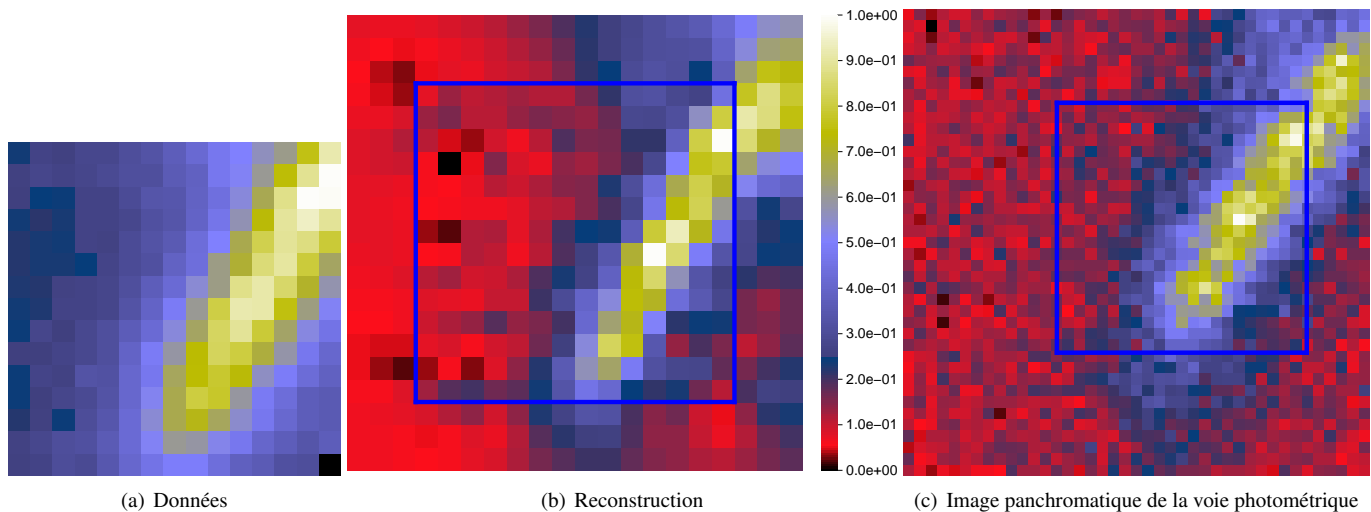 1.0e+00
9.0e−01
8.0e−01
7.0e−01
6.0e−01
5.0e−01
4.0e−01
3.0e−01
2.0e−01
1.0e−01
0.0e+00
(a) Données
(b) Reconstruction
(c) Image panchromatique de la voie photométrique